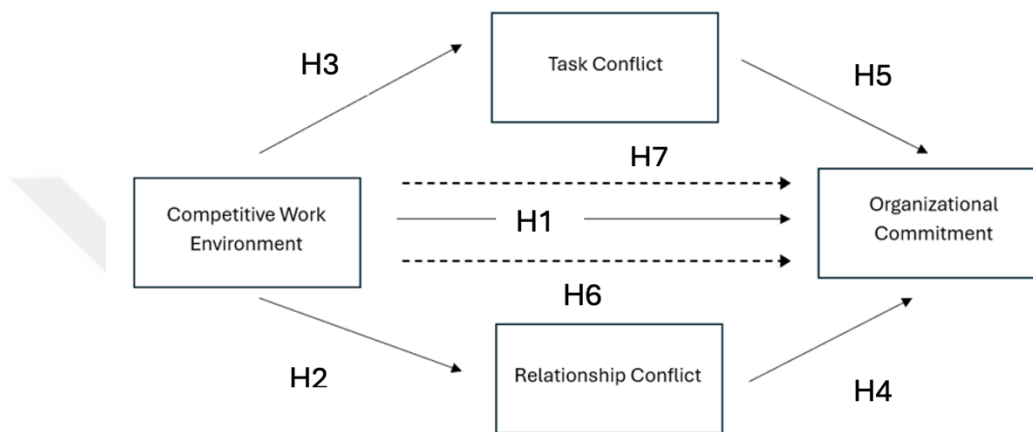 Task Conflict
H3
H5
H7
Competitive Work
Environment
H1
Organizational
Commitment
H6
Relationship Conflict
H2
H4